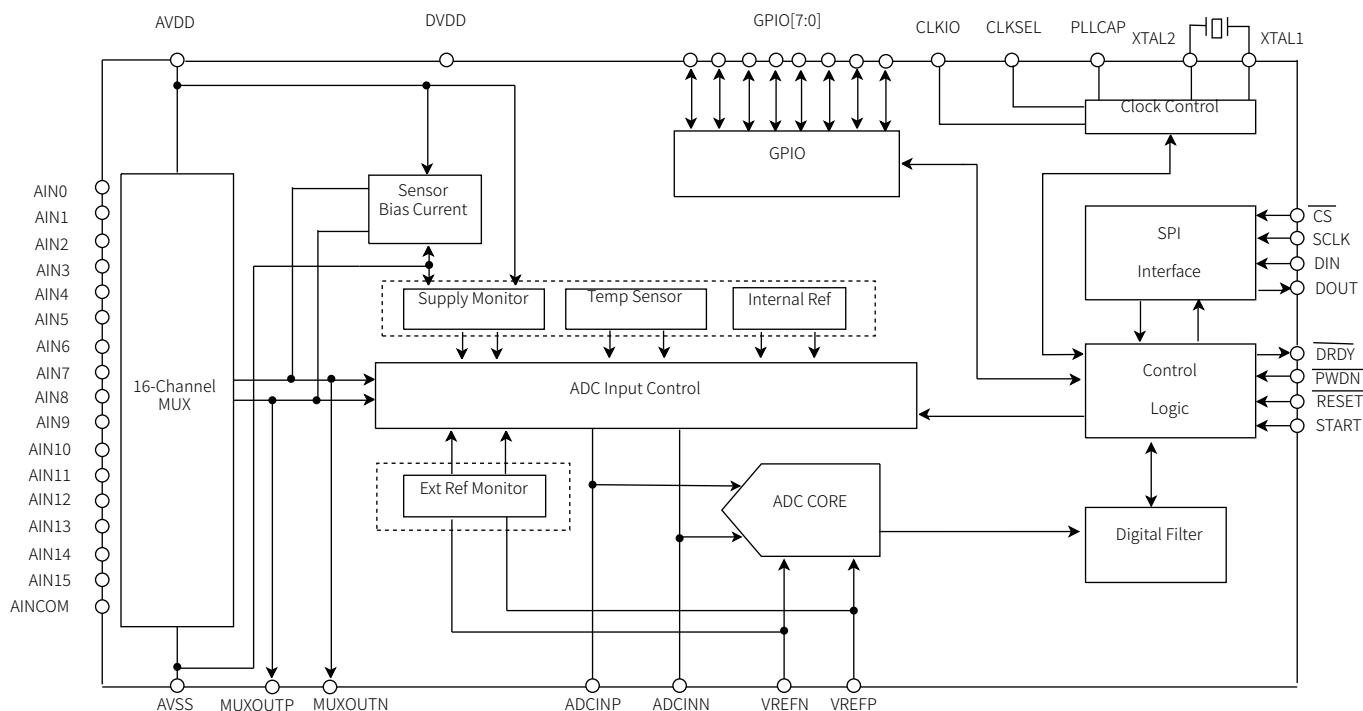 AVDD
DVDD
GPIO[7:0]
CLKIO
CLKSEL
PLLCAP
XTAL2
XTAL1
Clock Control
GPIO
AIN0
AIN1
AIN2
AIN3
AIN4
AIN5
AIN6
AIN7
AIN8
AIN9
AIN10
AIN11
AIN12
AIN13
AIN14
AIN15
AINCOM
16-Channel
MUX
Sensor
Bias Current
Supply Monitor
Temp Sensor
Internal Ref
ADC Input Control
Ext Ref Monitor
ADC CORE
SPI
Interface
Control
Logic
Digital Filter
CS
SCLK
DIN
DOUT
DRDY
PWDN
RESET
START
AVSS
MUXOUTP
MUXOUTN
ADCINP
ADCINN
VREFN
VREFP